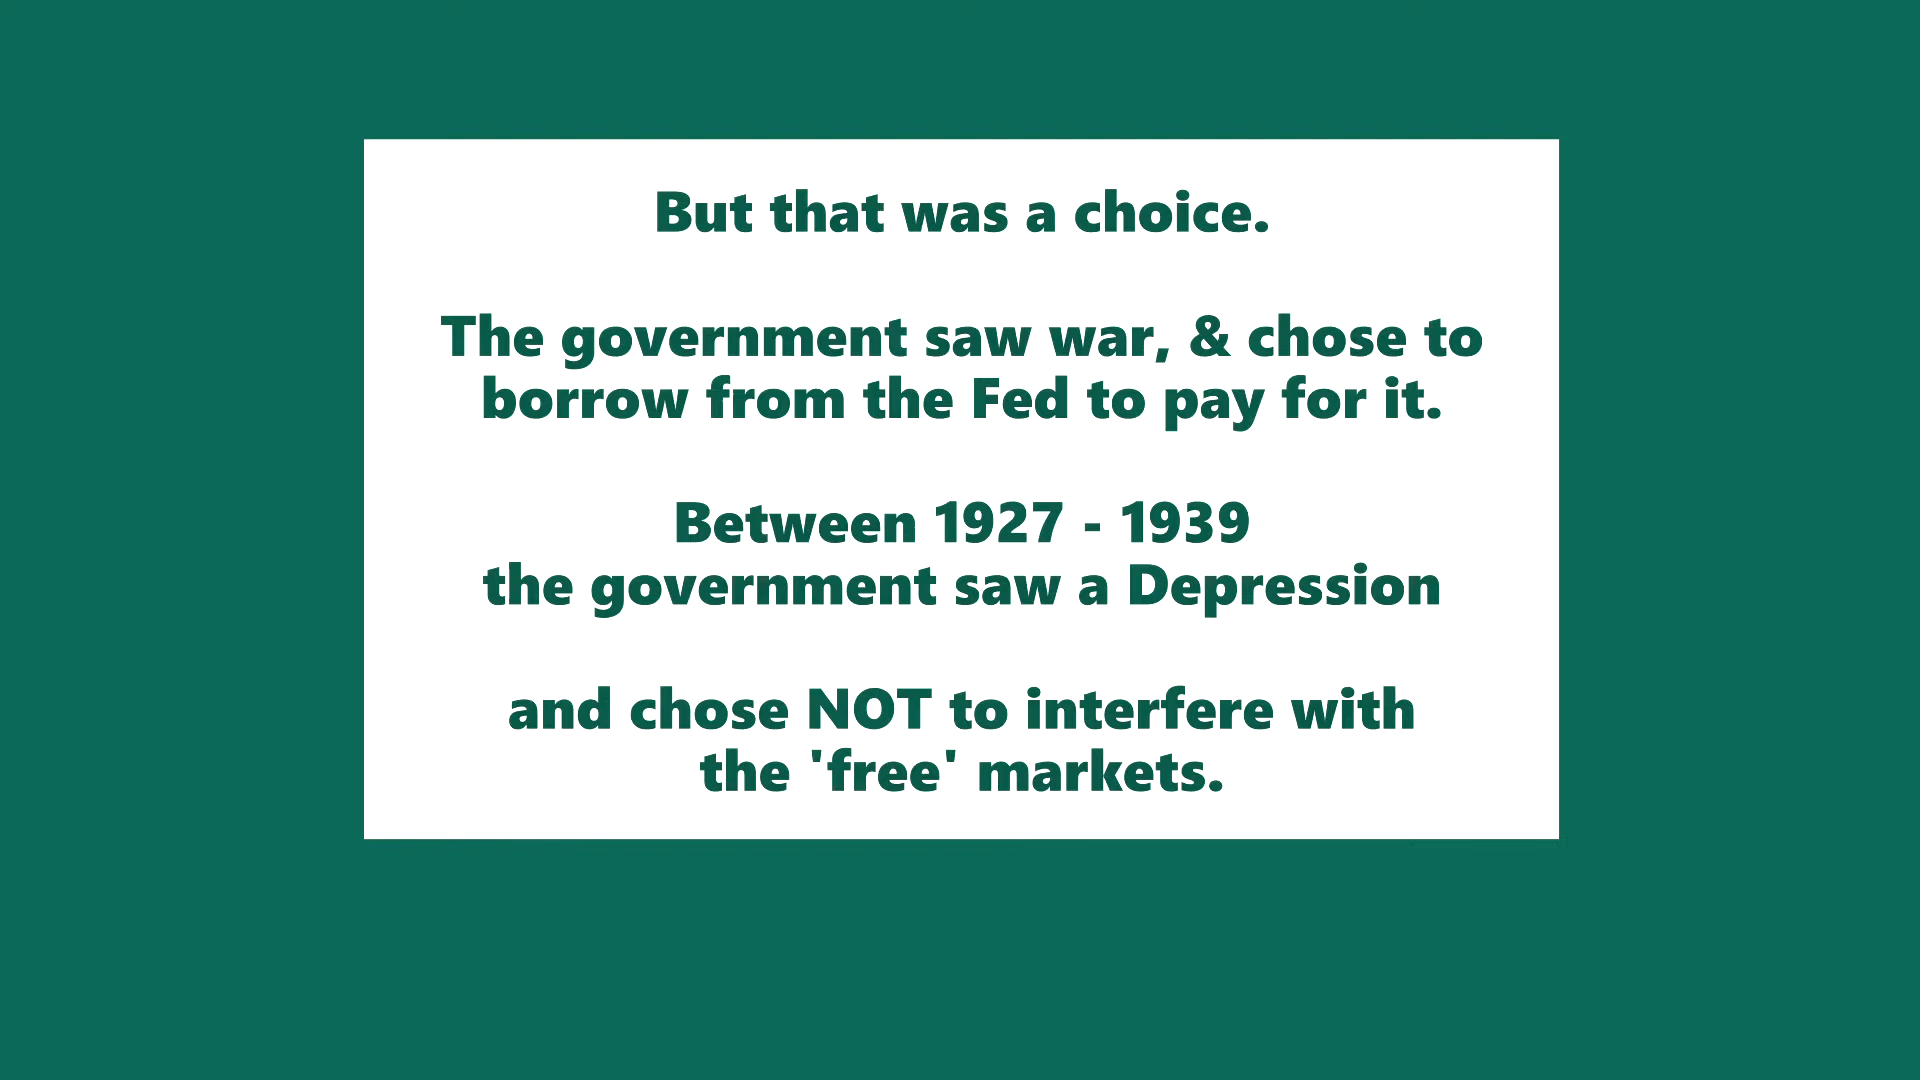 But that was a choice.
The government saw war, & chose to
borrow from the Fed to pay for it.
Between 1927 - 1939
the government saw a Depression
and chose NOT to interfere with
the 'free' markets.